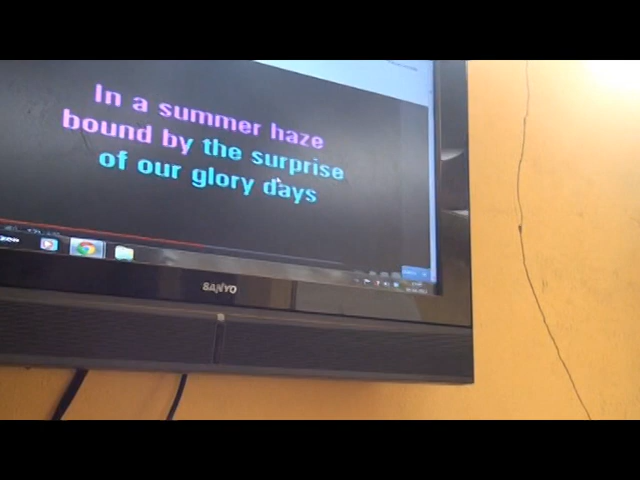 In a summer haze
bound by the surprise
of our glory days
SANYO